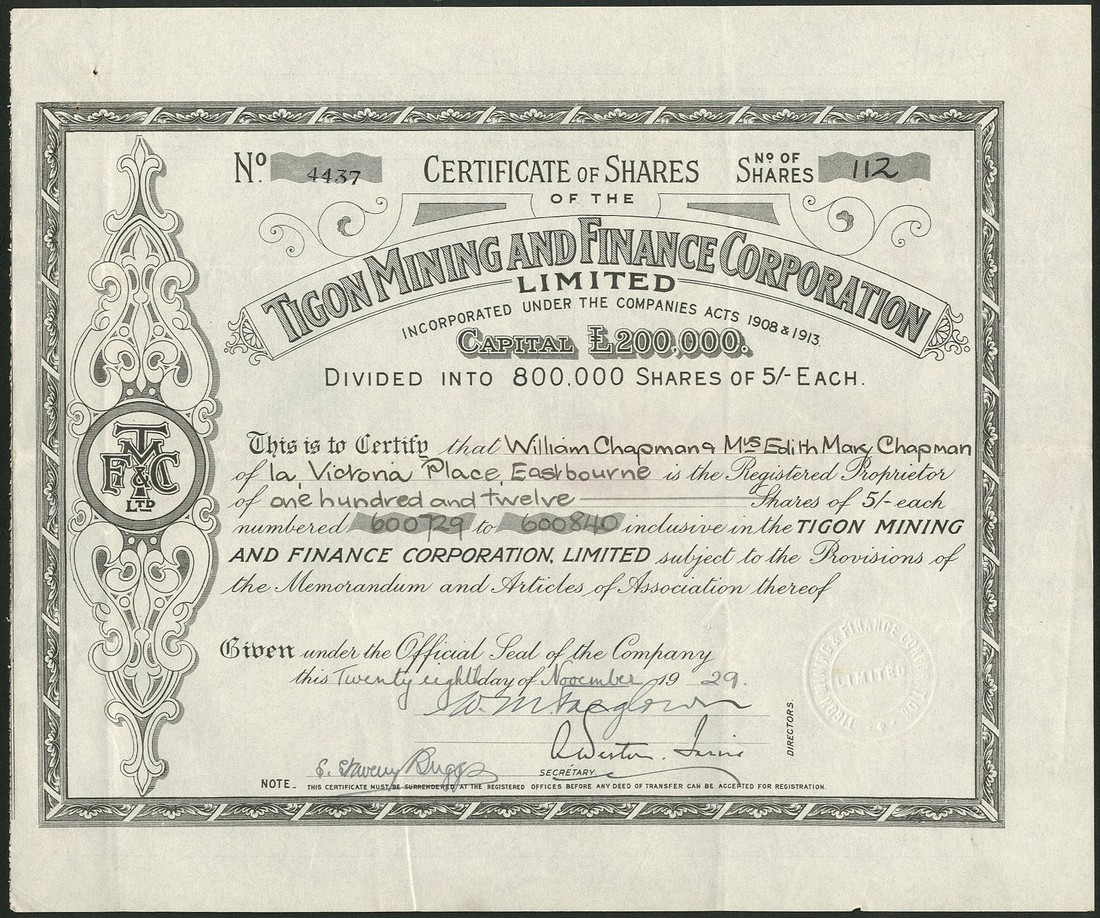 No. 4437 CERTIFICATE OF SHARES No. OF SHARES 112
OF THE
TIGON MINING AND FINANCE CORPORATION
LIMITED
INCORPORATED UNDER THE COMPANIES ACTS 1908 & 1913
CAPITAL £200,000.
DIVIDED INTO 800,000 SHARES OF 5/- EACH.
This is to Certify that William Chapman & Mrs Edith Mary Chapman
of 1a, Victoria Place, Eastbourne is the Registered Proprietor
of one hundred and twelve Shares of 5/- each
numbered 600729 to 600840 inclusive in the TIGON MINING
AND FINANCE CORPORATION, LIMITED subject to the Provisions of
the Memorandum and Articles of Association thereof
TM
F&C
LTD
Given under the Official Seal of the Company
this Twenty eighth day of November 1929.
DIRECTORS.
TIGON MINING & FINANCE CORPORATION
LIMITED
SECRETARY.
NOTE _ THIS CERTIFICATE MUST BE SURRENDERED AT THE REGISTERED OFFICES BEFORE ANY DEED OF TRANSFER CAN BE ACCEPTED FOR REGISTRATION.